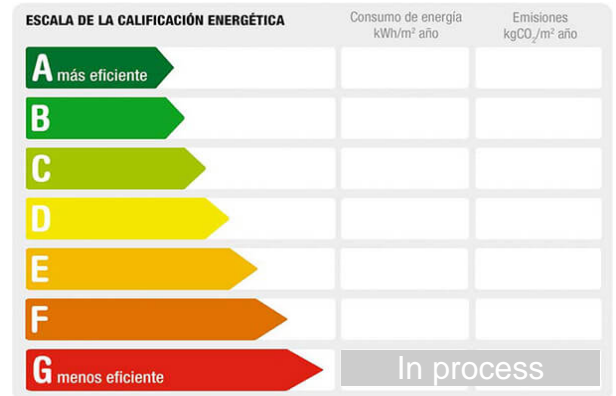 ESCALA DE LA CALIFICACIÓN ENERGÉTICA
Consumo de energía
kWh/m² año
Emisiones
kgCO₂/m² año
A más eficiente
B
C
D
E
F
G menos eficiente
In process